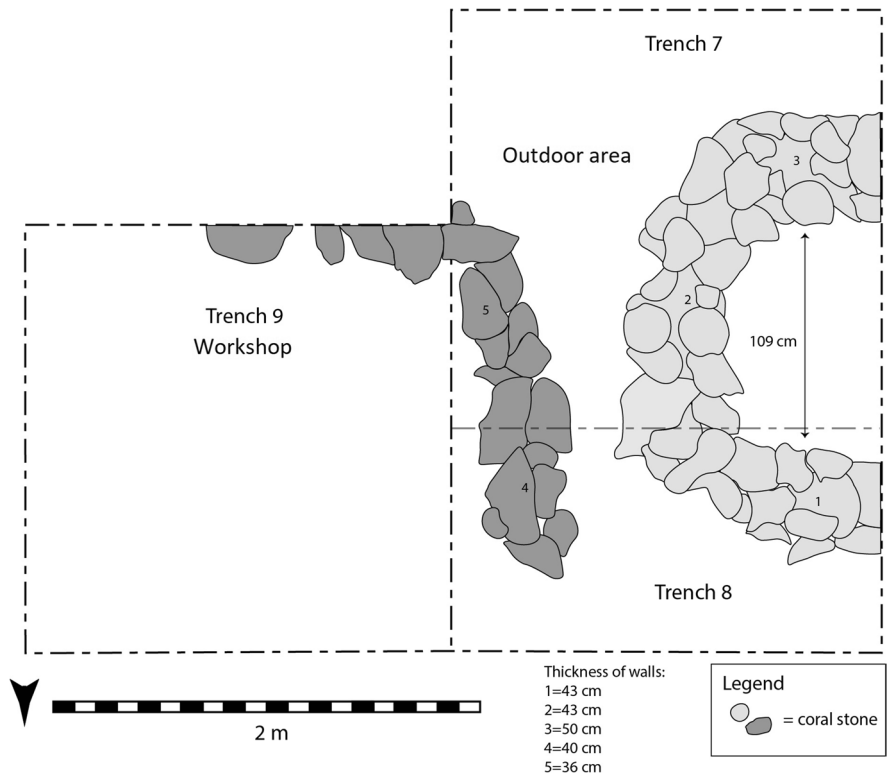 Trench 7
Outdoor area
3
2
109 cm
Trench 9
Workshop
5
4
1
Trench 8
2 m
Thickness of walls:
1=43 cm
2=43 cm
3=50 cm
4=40 cm
5=36 cm
Legend
= coral stone